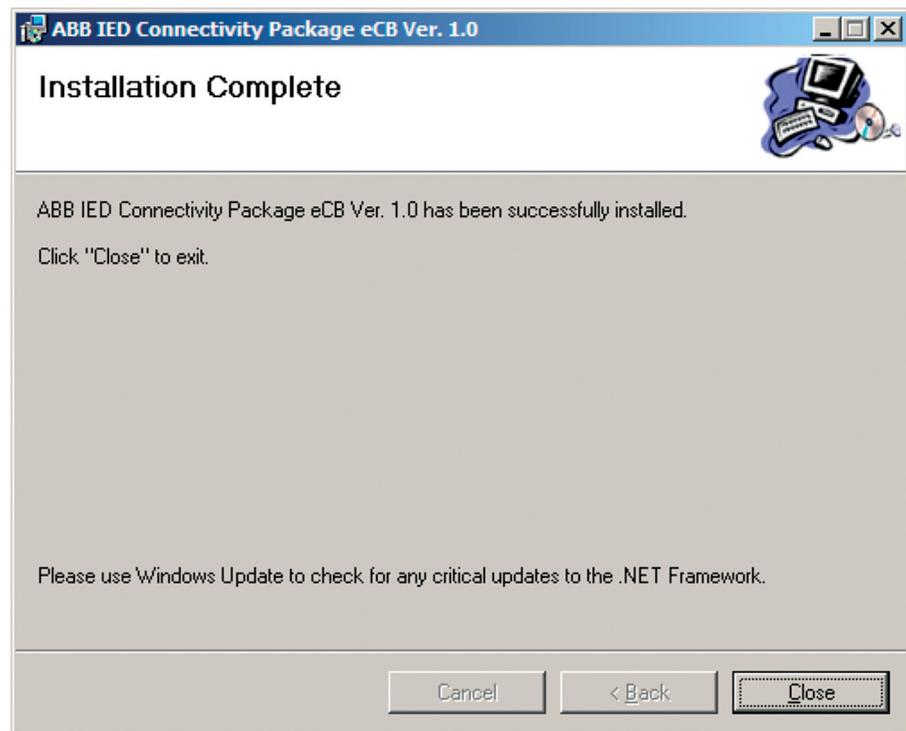 ABB IED Connectivity Package eCB Ver. 1.0
Installation Complete
ABB IED Connectivity Package eCB Ver. 1.0 has been successfully installed.
Click "Close" to exit.
Please use Windows Update to check for any critical updates to the .NET Framework.
Cancel
< Back
Close